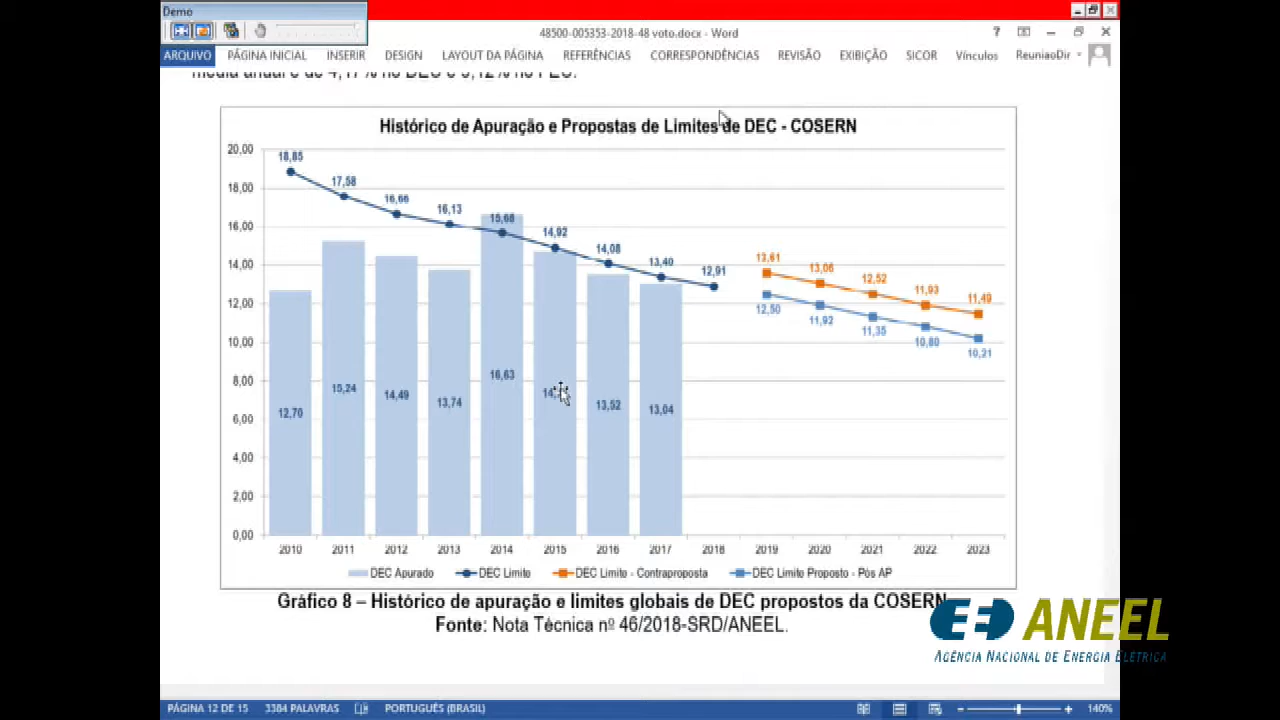 Demo
48500-005353-2018-48 voto.docx - Word
ARQUIVO PÁGINA INICIAL INSERIR DESIGN LAYOUT DA PÁGINA REFERÊNCIAS CORRESPONDÊNCIAS REVISÃO EXIBIÇÃO SICOR Vínculos ReuniaoDir
Histórico de Apuração e Propostas de Limites de DEC - COSERN
20,00
18,00
16,00
14,00
12,00
10,00
8,00
6,00
4,00
2,00
0,00
18,85 17,58 16,66 16,13 15,68 14,92 14,08 13,40 12,91
13,61 13,06 12,52 11,93 11,49
12,50 11,92 11,35 10,80 10,21
12,70 15,24 14,49 13,74 16,63 13,52 13,04
2010 2011 2012 2013 2014 2015 2016 2017 2018 2019 2020 2021 2022 2023
DEC Apurado DEC Limite DEC Limite - Contraproposta DEC Limite Proposto - Pós AP
Gráfico 8 – Histórico de apuração e limites globais de DEC propostos da COSERN
Fonte: Nota Técnica nº 46/2018-SRD/ANEEL.
ANEEL
AGÊNCIA NACIONAL DE ENERGIA ELÉTRICA
PÁGINA 12 DE 15 3384 PALAVRAS PORTUGUÊS (BRASIL) 140%